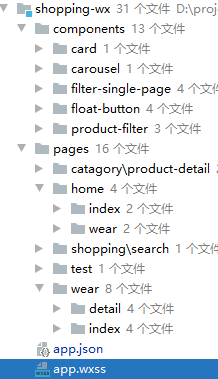 shopping-wx 31 个文件 D:\proj
components 13 个文件
card 1 个文件
carousel 1 个文件
filter-single-page 4 个文件
float-button 4 个文件
product-filter 3 个文件
pages 16 个文件
catagory\product-detail
home 4 个文件
index 2 个文件
wear 2 个文件
shopping\search 1 个文件
test 1 个文件
wear 8 个文件
detail 4 个文件
index 4 个文件
app.json
app.wxss